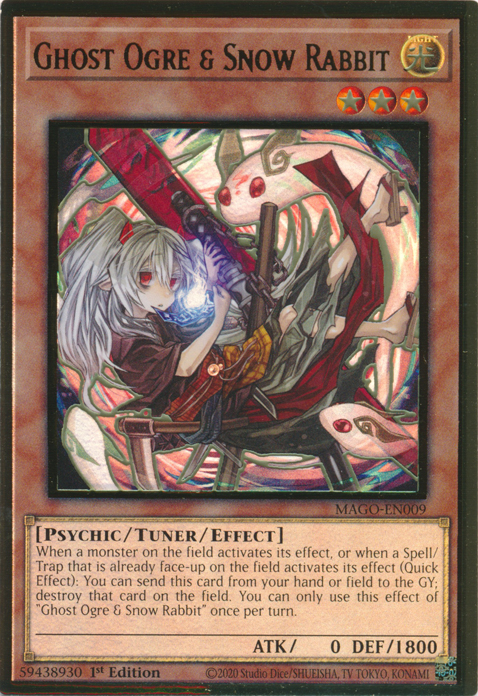 GHOST OGRE & SNOW RABBIT
LIGHT
光
MAGO-EN009
[PSYCHIC/TUNER/EFFECT]
When a monster on the field activates its effect, or when a Spell/
Trap that is already face-up on the field activates its effect (Quick
Effect): You can send this card from your hand or field to the GY;
destroy that card on the field. You can only use this effect of
"Ghost Ogre & Snow Rabbit" once per turn.
ATK/ 0 DEF/1800
59438930 1st Edition ©2020 Studio Dice/SHUEISHA, TV TOKYO, KONAMI